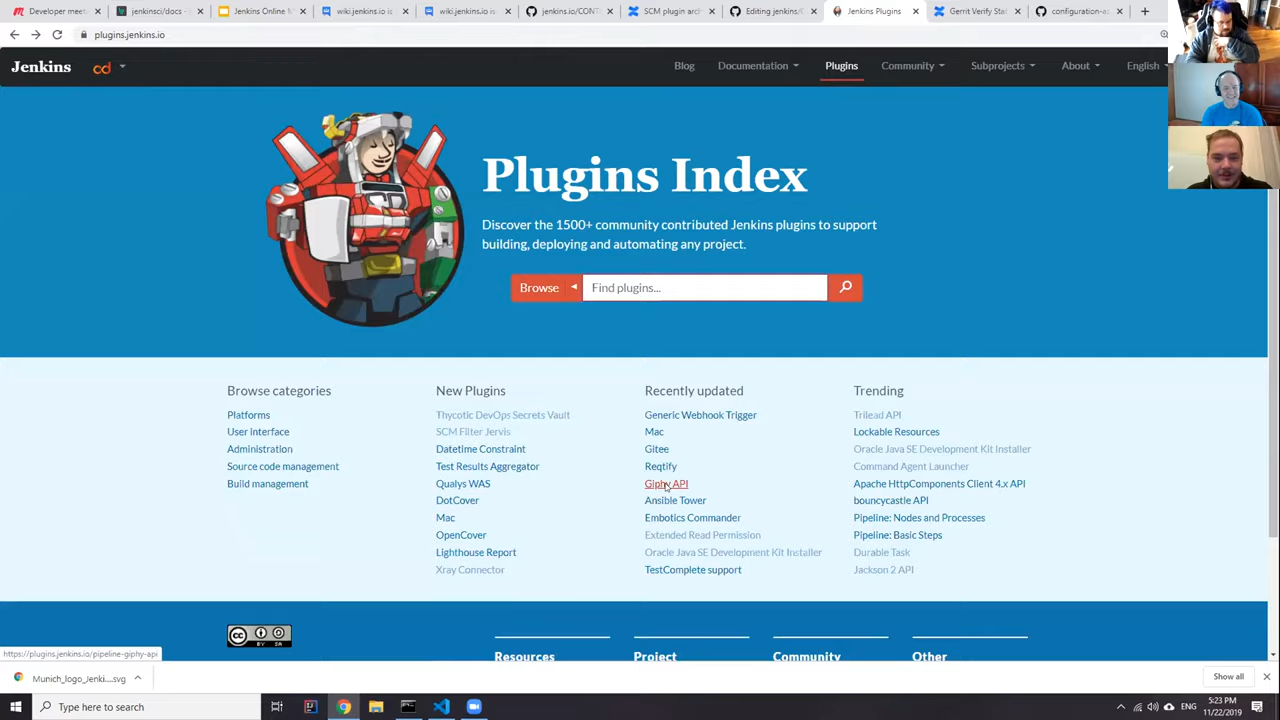 Developer meet
jenkinsci/docs -
Jenkins Online M
wiki.jenkins.io is
wiki.jenkins.io is
jenkins.io/CONT
SCM plugin arch
Editing jenkins/
Jenkins Plugins
Gerrit Verify Sta
configuration-as
plugins.jenkins.io
Jenkins
cd
Blog
Documentation
Plugins
Community
Subprojects
About
English
Plugins Index
Discover the 1500+ community contributed Jenkins plugins to support
building, deploying and automating any project.
Browse
Find plugins...
Browse categories
Platforms
User interface
Administration
Source code management
Build management
New Plugins
Thycotic DevOps Secrets Vault
SCM Filter Jervis
Datetime Constraint
Test Results Aggregator
Qualys WAS
DotCover
Mac
OpenCover
Lighthouse Report
Xray Connector
Recently updated
Generic Webhook Trigger
Mac
Gitee
Reqtify
Giphy API
Ansible Tower
Embotics Commander
Extended Read Permission
Oracle Java SE Development Kit Installer
TestComplete support
Trending
Trilead API
Lockable Resources
Oracle Java SE Development Kit Installer
Command Agent Launcher
Apache HttpComponents Client 4.x API
bouncycastle API
Pipeline: Nodes and Processes
Pipeline: Basic Steps
Durable Task
Jackson 2 API
CC BY SA
Resources
Project
Community
Other
https://plugins.jenkins.io/pipeline-giphy-api
Munich_logo_Jenki....svg
Show all
Type here to search
ENG
5:23 PM
11/22/2019